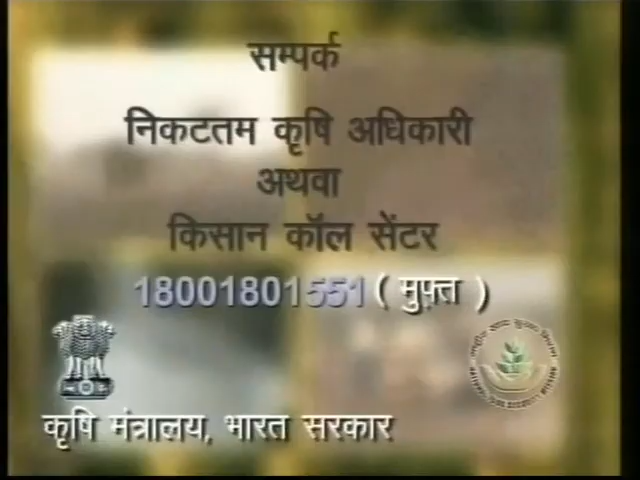 सम्पर्क
निकटतम कृषि अधिकारी
अथवा
किसान कॉल सेंटर
18001801551 ( मुफ़्त )
कृषि मंत्रालय, भारत सरकार